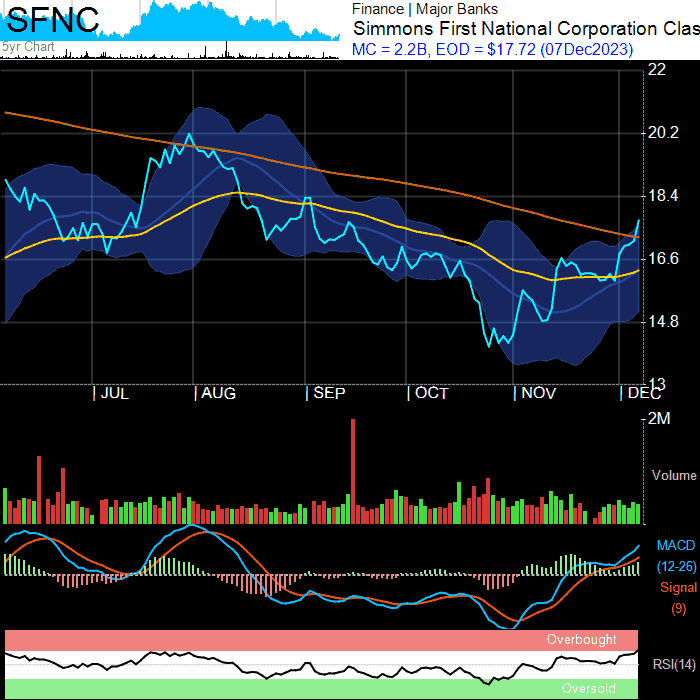 SFNC
5yr Chart
Finance | Major Banks
Simmons First National Corporation Clas
MC = 2.2B, EOD = $17.72 (07Dec2023)
22
20.2
18.4
16.6
14.8
13
JUL AUG SEP OCT NOV DEC
2M
Volume
MACD
(12-26)
Signal
(9)
Overbought
RSI(14)
Oversold